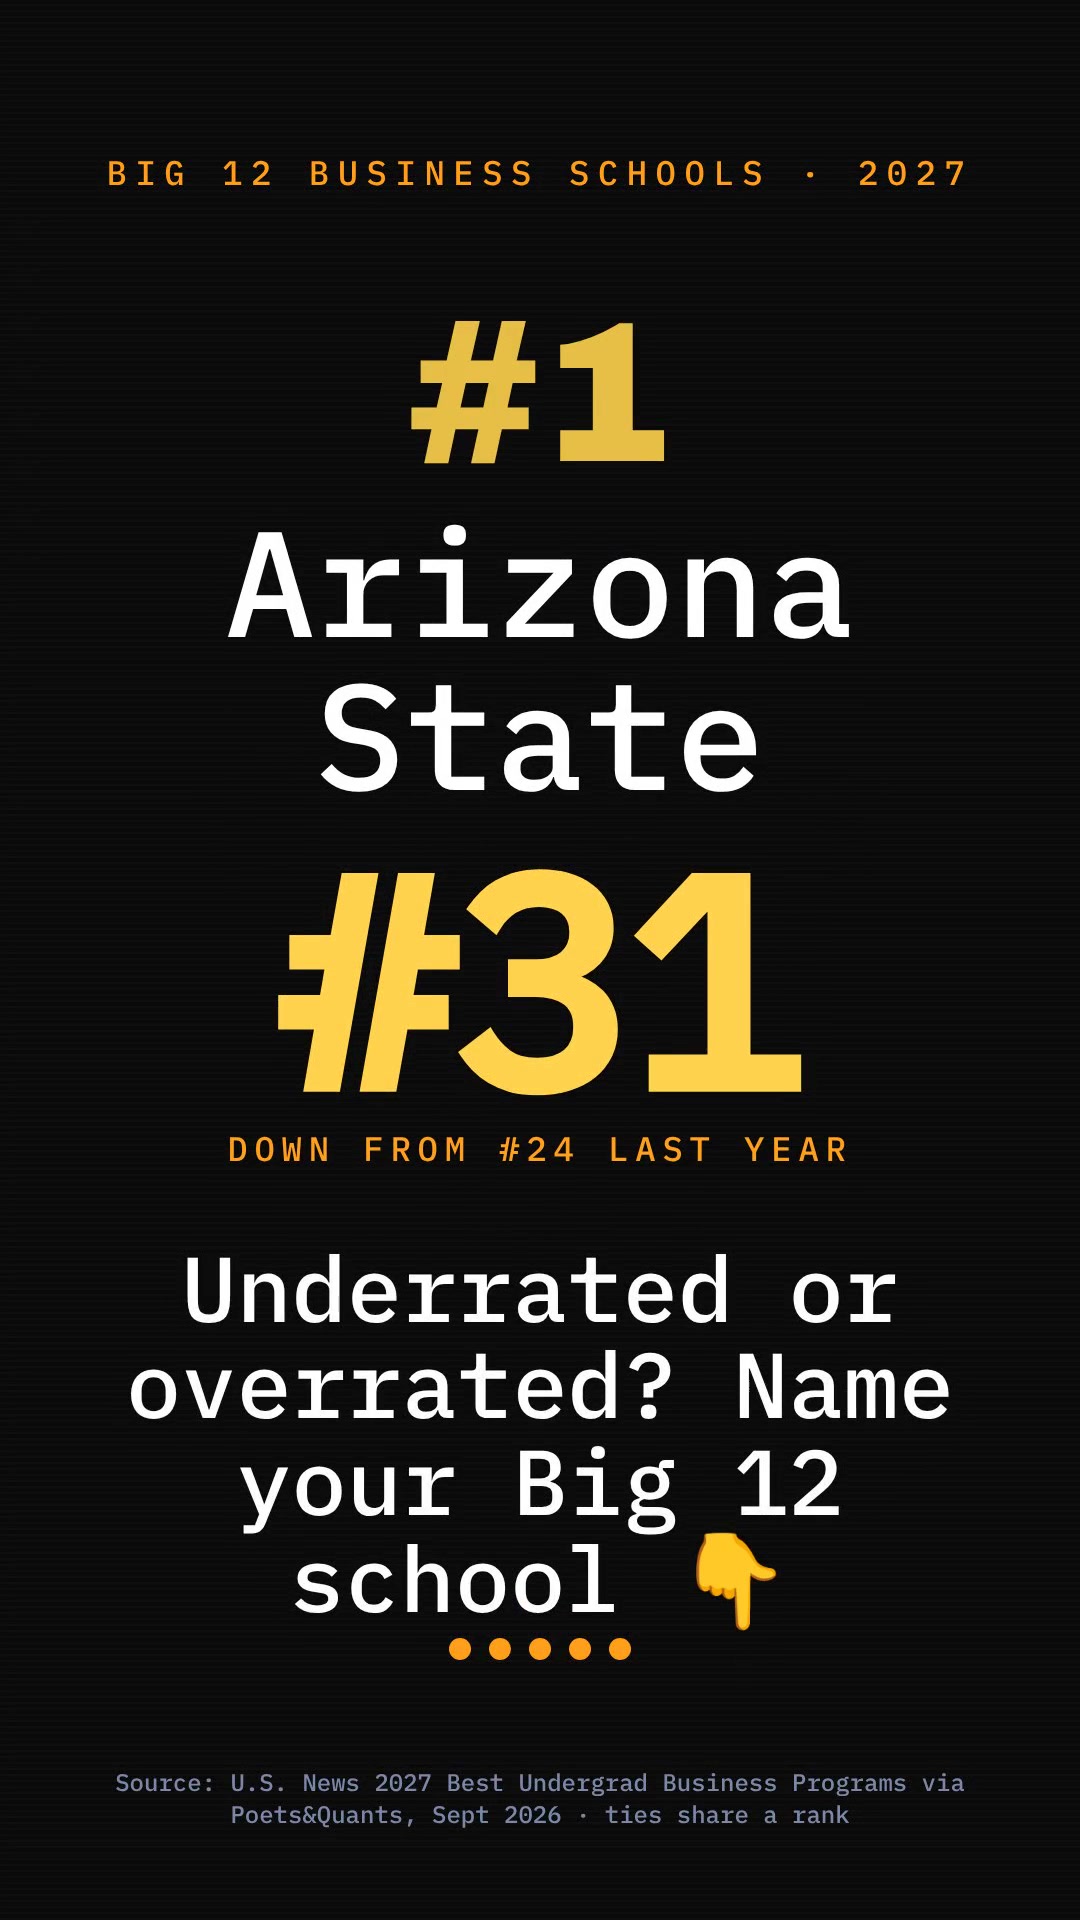 BIG 12 BUSINESS SCHOOLS · 2027
#1
Arizona
State
#31
DOWN FROM #24 LAST YEAR
Underrated or
overrated? Name
your Big 12
school 👇
Source: U.S. News 2027 Best Undergrad Business Programs via
Poets&Quants, Sept 2026 · ties share a rank